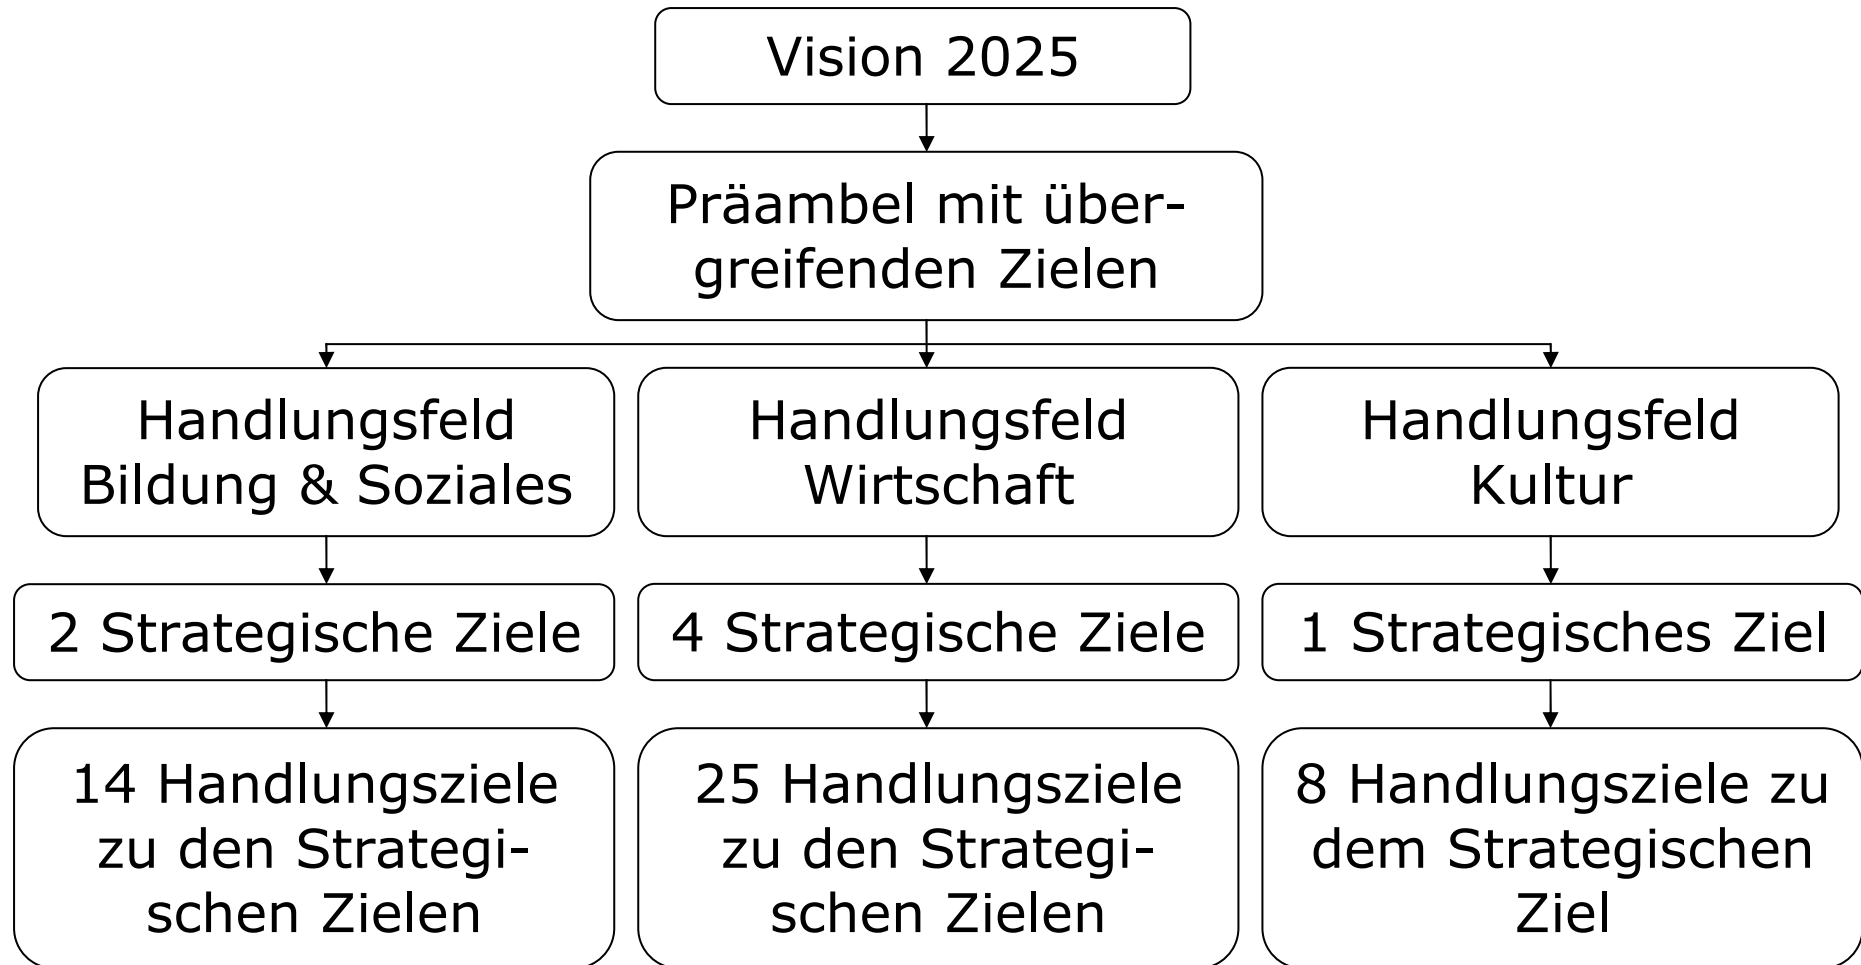 Vision 2025
Präambel mit über-
greifenden Zielen
Handlungsfeld
Bildung & Soziales
Handlungsfeld
Wirtschaft
Handlungsfeld
Kultur
2 Strategische Ziele
4 Strategische Ziele
1 Strategisches Ziel
14 Handlungsziele
zu den Strategi-
schen Zielen
25 Handlungsziele
zu den Strategi-
schen Zielen
8 Handlungsziele zu
dem Strategischen
Ziel